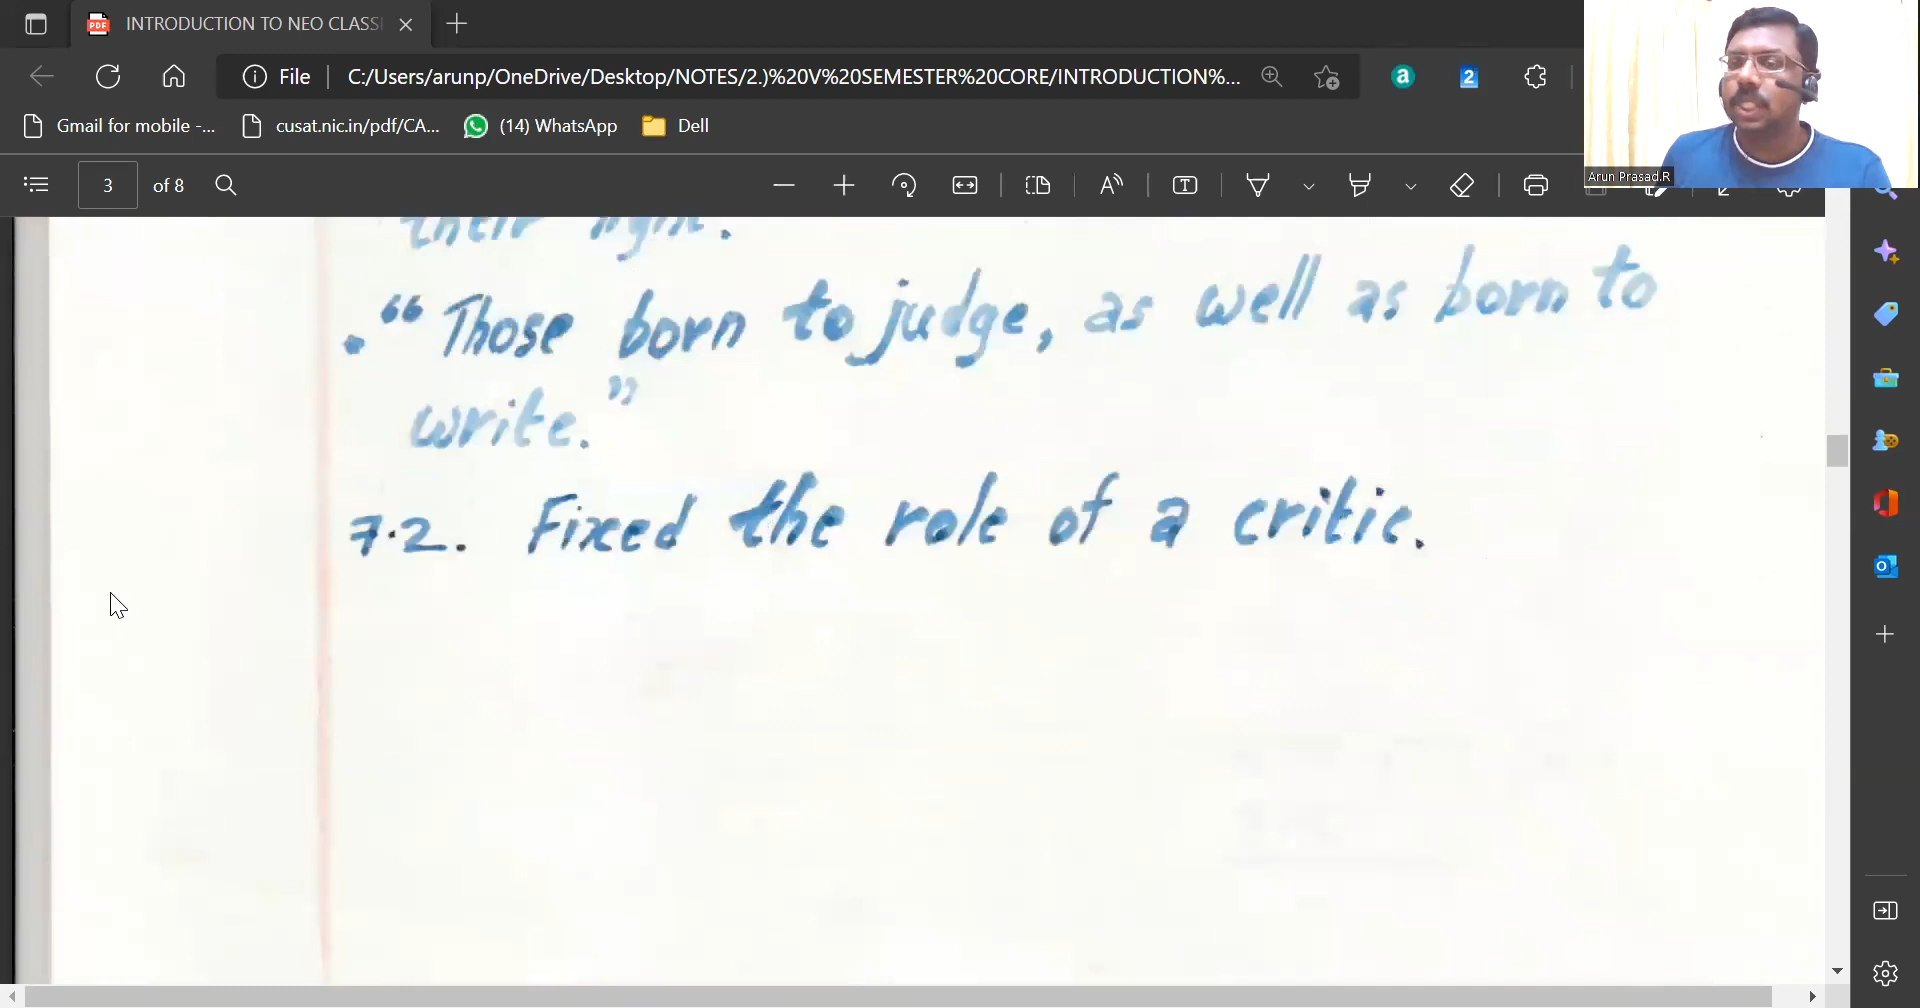 INTRODUCTION TO NEO CLASSI
File
C:/Users/arunp/OneDrive/Desktop/NOTES/2.)%20V%20SEMESTER%20CORE/INTRODUCTION%...
Gmail for mobile -...
cusat.nic.in/pdf/CA...
(14) WhatsApp
Dell
3 of 8
Arun Prasad.R
their light.
. “Those born to judge, as well as born to
write.”
7.2. Fixed the role of a critic.